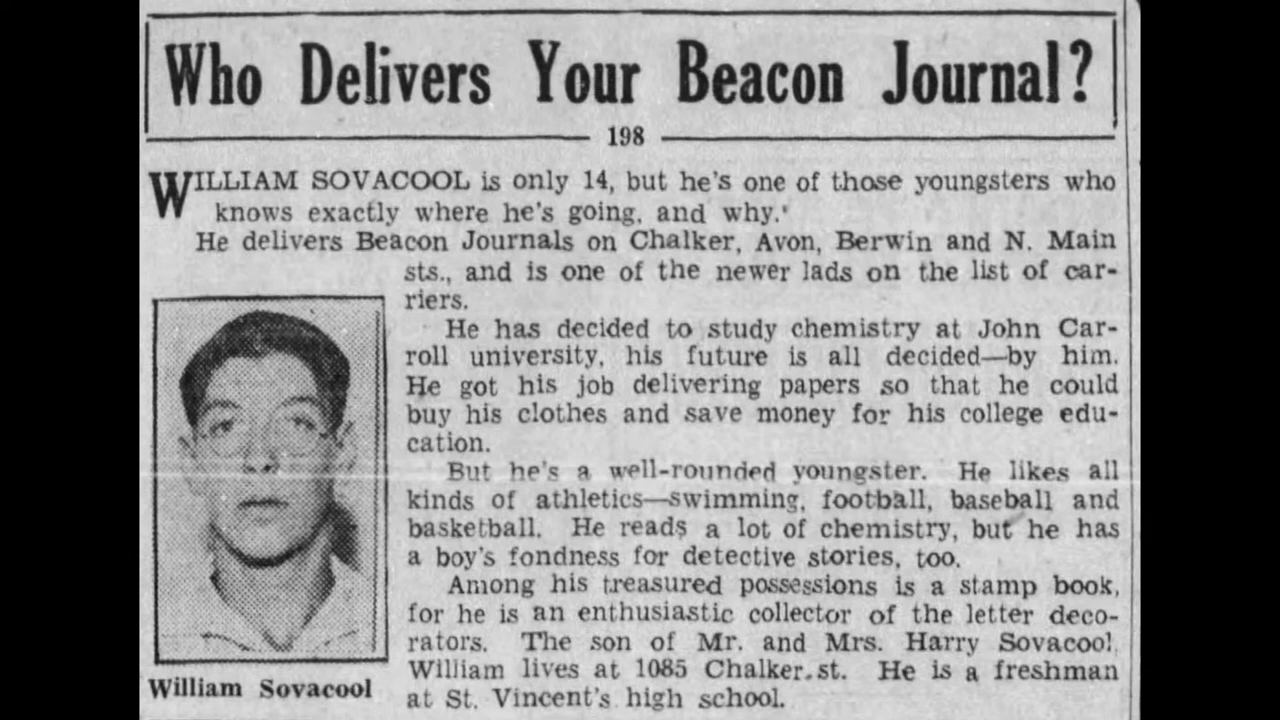 Who Delivers Your Beacon Journal?
198
WILLIAM SOVACOOL is only 14, but he's one of those youngsters who
knows exactly where he's going, and why.
He delivers Beacon Journals on Chalker, Avon, Berwin and N. Main
sts., and is one of the newer lads on the list of car-
riers.
He has decided to study chemistry at John Car-
roll university, his future is all decided—by him.
He got his job delivering papers so that he could
buy his clothes and save money for his college edu-
cation.
But he's a well-rounded youngster. He likes all
kinds of athletics—swimming, football, baseball and
basketball. He reads a lot of chemistry, but he has
a boy's fondness for detective stories, too.
Among his treasured possessions is a stamp book,
for he is an enthusiastic collector of the letter deco-
rators. The son of Mr. and Mrs. Harry Sovacool,
William lives at 1085 Chalker.st. He is a freshman
at St. Vincent's high school.
William Sovacool